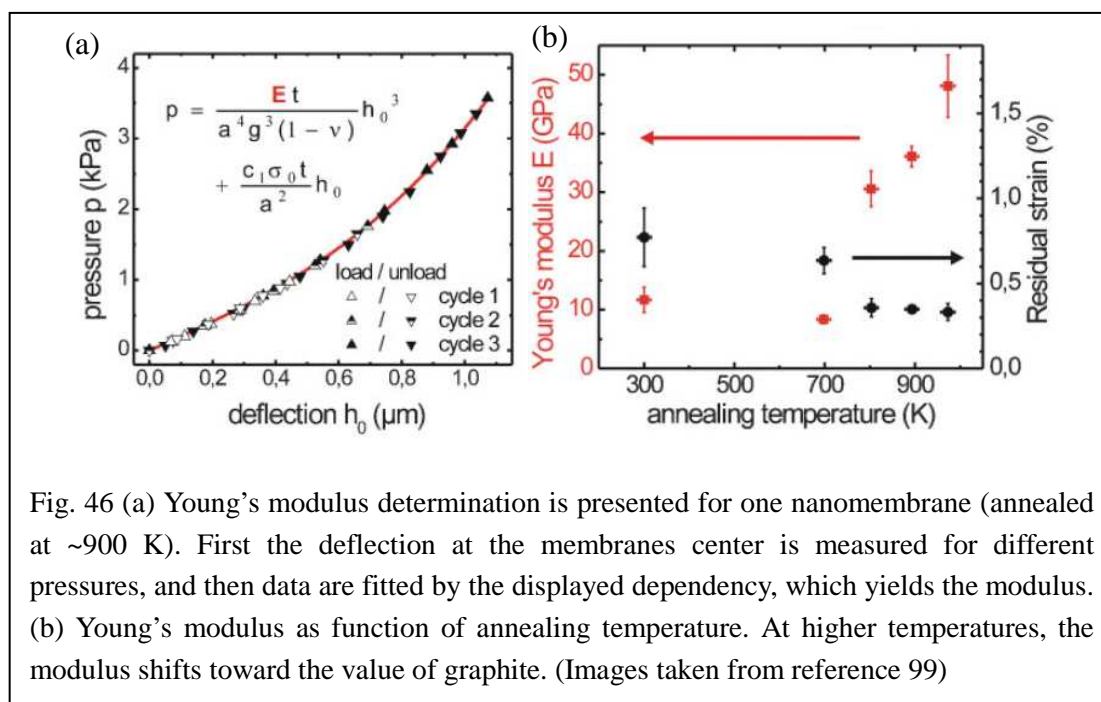 (a)
4
3
2
1
0
pressure p (kPa)
p = E t / a⁴ g³ (1 - ν) h₀³
+ c₁ σ₀ t / a² h₀
load / unload
△ / ▽ cycle 1
cycle 2
▲ / ▼ cycle 3
0,0 0,2 0,4 0,6 0,8 1,0
deflection h₀ (µm)
(b)
50
40
30
20
10
0
Young's modulus E (GPa)
1,5
1,0
0,5
0,0
Residual strain (%)
300 500 700 900
annealing temperature (K)
Fig. 46 (a) Young’s modulus determination is presented for one nanomembrane (annealed
at ~900 K). First the deflection at the membranes center is measured for different
pressures, and then data are fitted by the displayed dependency, which yields the modulus.
(b) Young’s modulus as function of annealing temperature. At higher temperatures, the
modulus shifts toward the value of graphite. (Images taken from reference 99)